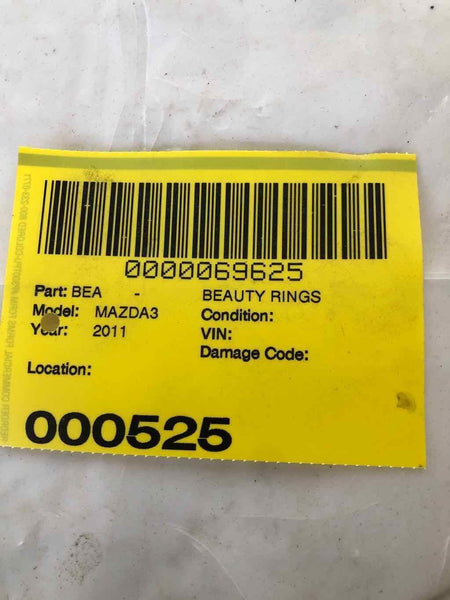 0000069625
Part: BEA - BEAUTY RINGS
Model: MAZDA3 Condition:
Year: 2011 VIN:
Damage Code:
Location:
000525